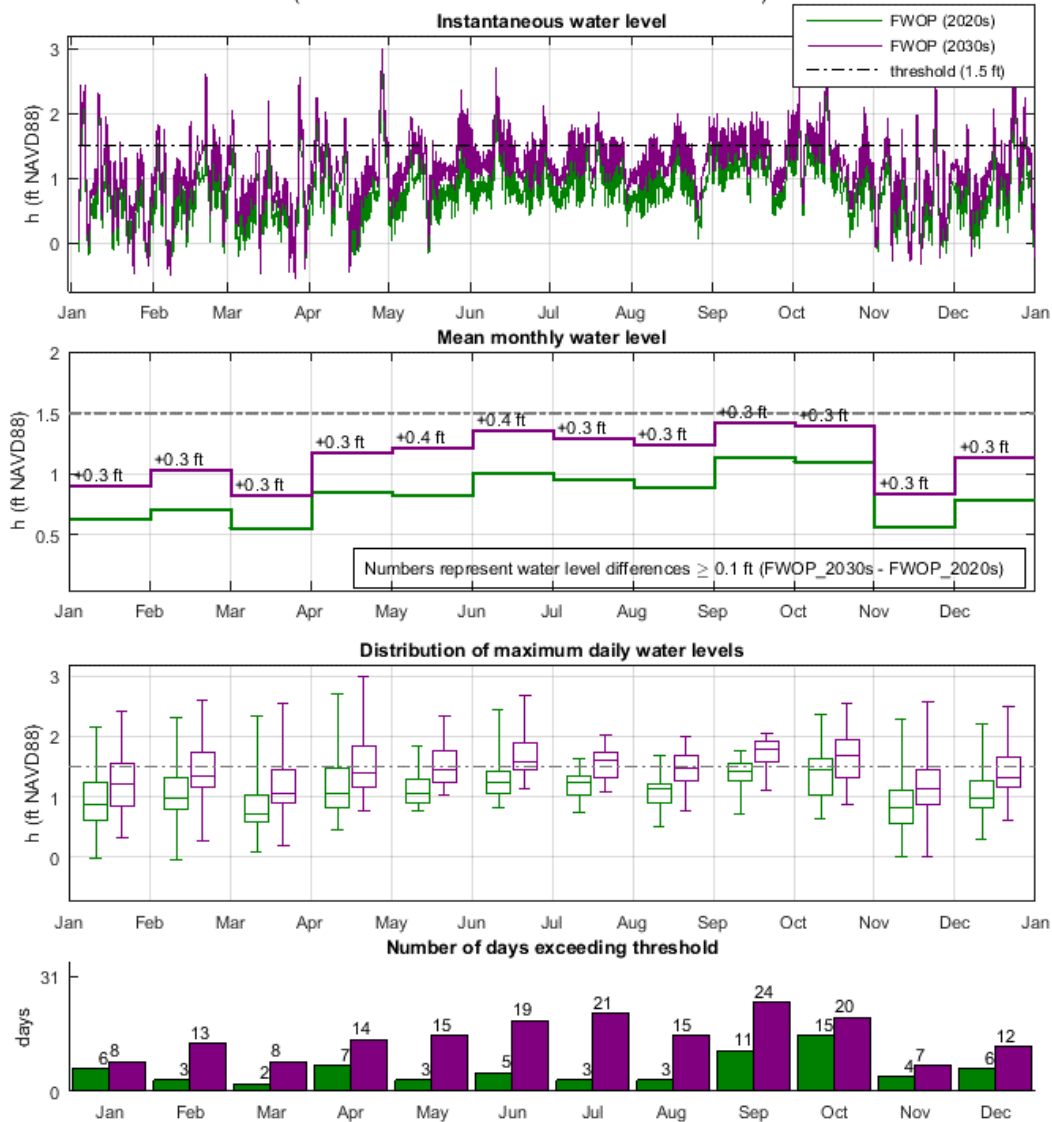 Instantaneous water level
FWOP (2020s)
FWOP (2030s)
threshold (1.5 ft)
h (ft NAVD88)
3
2
1
0
Jan Feb Mar Apr May Jun Jul Aug Sep Oct Nov Dec Jan
Mean monthly water level
h (ft NAVD88)
2
1.5
1
0.5
+0.3 ft +0.3 ft +0.3 ft +0.3 ft +0.4 ft +0.4 ft +0.3 ft +0.3 ft +0.3 ft +0.3 ft +0.3 ft +0.3 ft
Numbers represent water level differences ≥ 0.1 ft (FWOP_2030s - FWOP_2020s)
Jan Feb Mar Apr May Jun Jul Aug Sep Oct Nov Dec
Distribution of maximum daily water levels
h (ft NAVD88)
3
2
1
0
Jan Feb Mar Apr May Jun Jul Aug Sep Oct Nov Dec Jan
Number of days exceeding threshold
days
31
0
6 8 3 13 2 8 7 14 3 15 5 19 3 21 3 15 11 24 15 20 4 7 6 12
Jan Feb Mar Apr May Jun Jul Aug Sep Oct Nov Dec